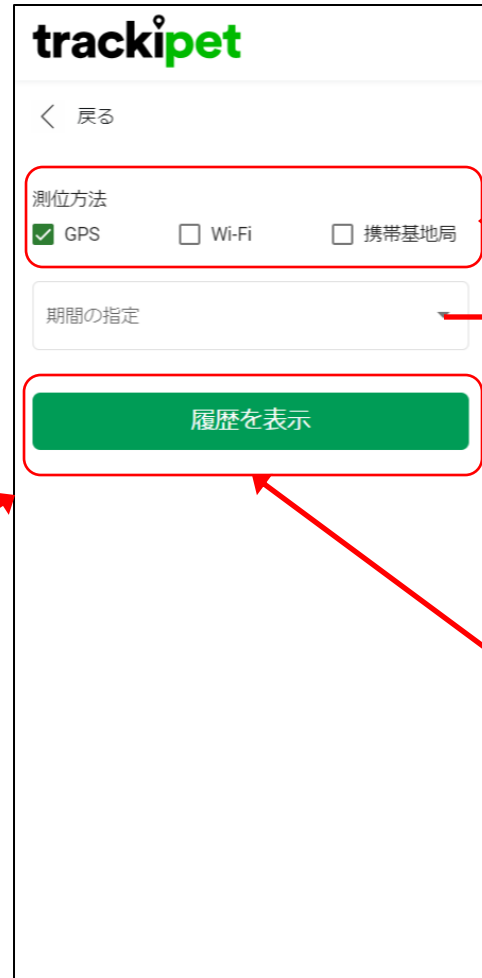 trackipet
戻る
測位方法
GPS Wi-Fi 携帯基地局
期間の指定
履歴を表示